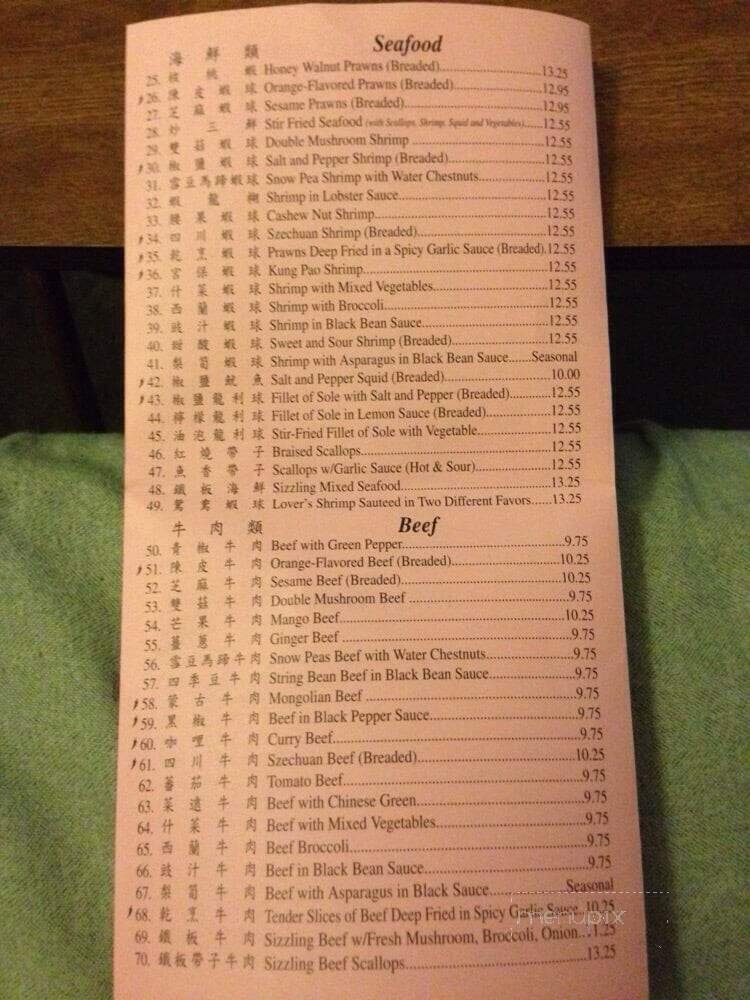 海鮮類 Seafood
25. 核桃蝦 Honey Walnut Prawns (Breaded)....13.25
26. 陳皮蝦球 Orange-Flavored Prawns (Breaded)....12.95
27. 芝麻蝦球 Sesame Prawns (Breaded)....12.95
28. 炒三鮮 Stir Fried Seafood (with Scallops, Shrimp, Squid and Vegetables)....12.55
29. 雙菇蝦球 Double Mushroom Shrimp ....12.55
30. 椒鹽蝦球 Salt and Pepper Shrimp (Breaded)....12.55
31. 雪豆馬蹄蝦球 Snow Pea Shrimp with Water Chestnuts....12.55
32. 蝦龍糊 Shrimp in Lobster Sauce....12.55
33. 腰果蝦球 Cashew Nut Shrimp....12.55
34. 四川蝦球 Szechuan Shrimp (Breaded)....12.55
35. 乾烹蝦球 Prawns Deep Fried in a Spicy Garlic Sauce (Breaded).12.55
36. 宮保蝦球 Kung Pao Shrimp....12.55
37. 什菜蝦球 Shrimp with Mixed Vegetables....12.55
38. 西蘭蝦球 Shrimp with Broccoli....12.55
39. 豉汁蝦球 Shrimp in Black Bean Sauce....12.55
40. 甜酸蝦球 Sweet and Sour Shrimp (Breaded)....12.55
41. 梨筍蝦球 Shrimp with Asparagus in Black Bean Sauce....Seasonal
42. 椒鹽魷魚 Salt and Pepper Squid (Breaded)....10.00
43. 椒鹽龍利球 Fillet of Sole with Salt and Pepper (Breaded)....12.55
44. 檸檬龍利球 Fillet of Sole in Lemon Sauce (Breaded)....12.55
45. 油泡龍利球 Stir-Fried Fillet of Sole with Vegetable....12.55
46. 紅燒帶子 Braised Scallops....12.55
47. 魚香帶子 Scallops w/Garlic Sauce (Hot & Sour)....12.55
48. 鐵板海鮮 Sizzling Mixed Seafood....13.25
49. 鴛鴦蝦球 Lover's Shrimp Sauteed in Two Different Favors....13.25
牛肉類 Beef
50. 青椒牛肉 Beef with Green Pepper....9.75
51. 陳皮牛肉 Orange-Flavored Beef (Breaded)....10.25
52. 芝麻牛肉 Sesame Beef (Breaded)....10.25
53. 雙菇牛肉 Double Mushroom Beef ....9.75
54. 芒果牛肉 Mango Beef....10.25
55. 薑蔥牛肉 Ginger Beef ....9.75
56. 雪豆馬蹄牛肉 Snow Peas Beef with Water Chestnuts....9.75
57. 四季豆牛肉 String Bean Beef in Black Bean Sauce....9.75
58. 蒙古牛肉 Mongolian Beef ....9.75
59. 黑椒牛肉 Beef in Black Pepper Sauce....9.75
60. 咖哩牛肉 Curry Beef....9.75
61. 四川牛肉 Szechuan Beef (Breaded)....10.25
62. 蕃茄牛肉 Tomato Beef....9.75
63. 菜遠牛肉 Beef with Chinese Green....9.75
64. 什菜牛肉 Beef with Mixed Vegetables....9.75
65. 西蘭牛肉 Beef Broccoli....9.75
66. 豉汁牛肉 Beef in Black Bean Sauce....9.75
67. 梨筍牛肉 Beef with Asparagus in Black Sauce....Seasonal
68. 乾烹牛肉 Tender Slices of Beef Deep Fried in Spicy Garlic Sauce 10.25
69. 鐵板牛肉 Sizzling Beef w/Fresh Mushroom, Broccoli, Onion...
70. 鐵板帶子牛肉 Sizzling Beef Scallops....13.25
menupix